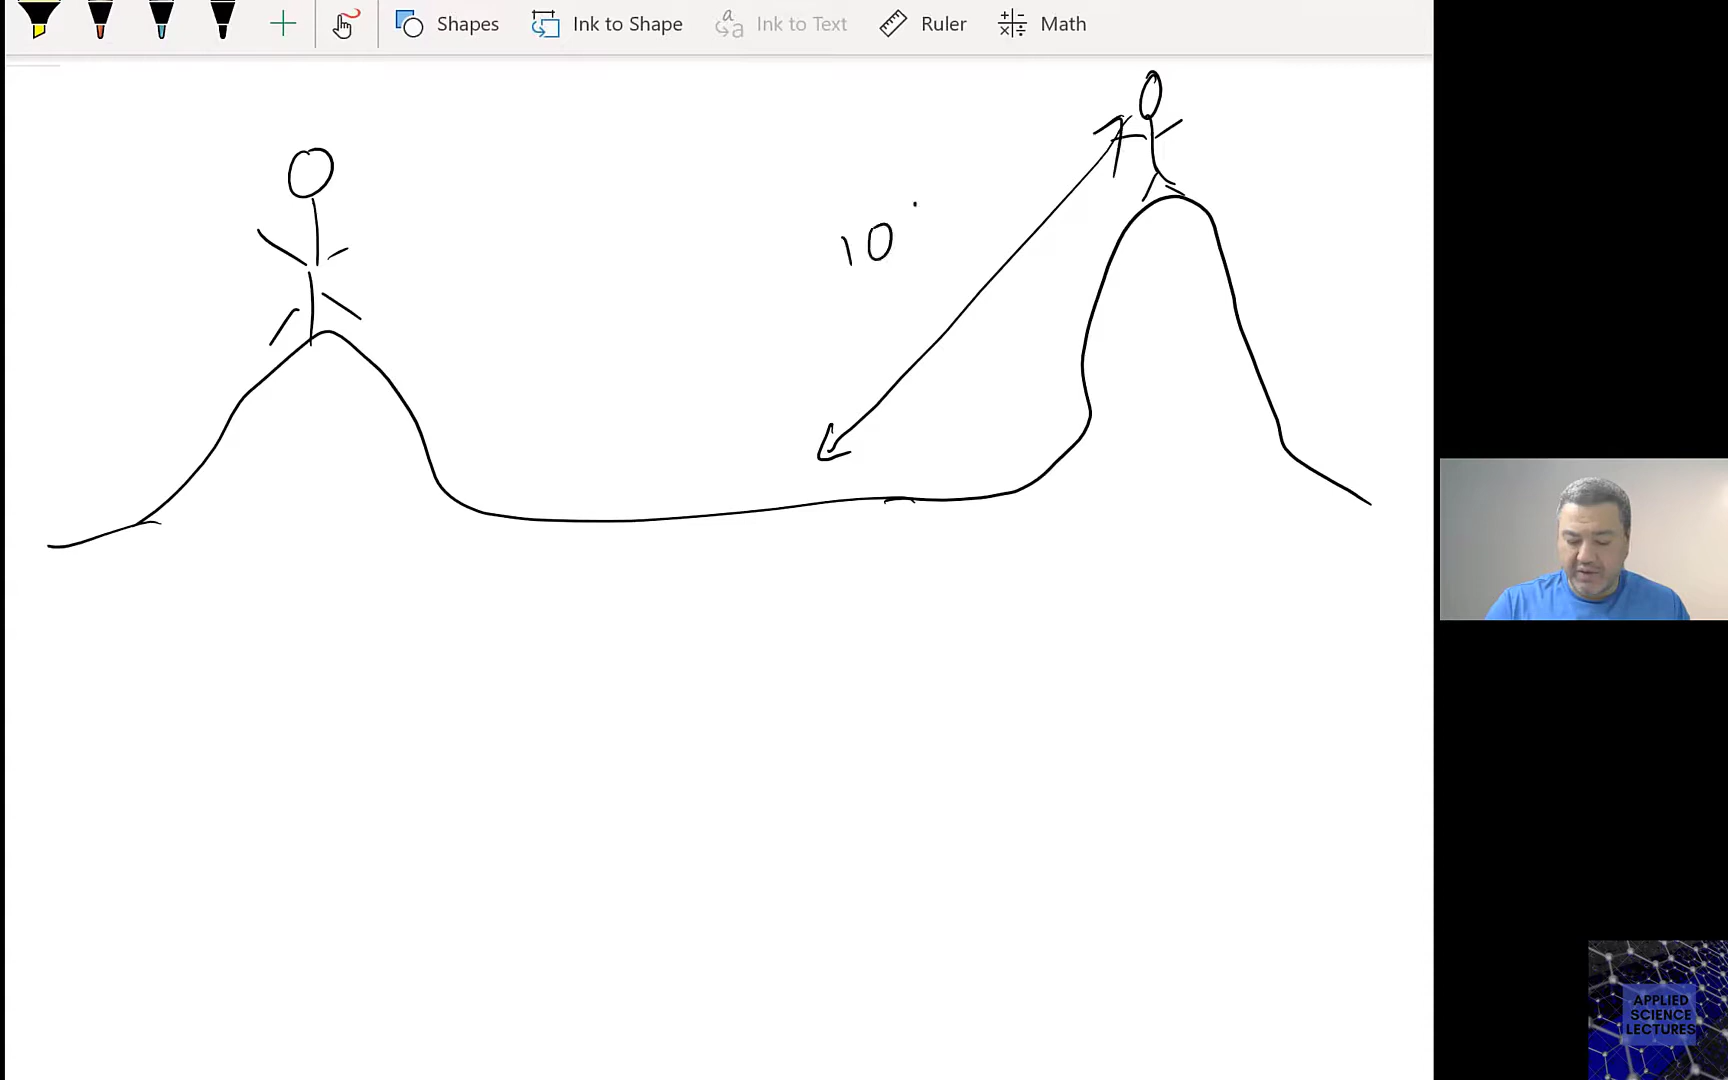 Shapes
Ink to Shape
Ink to Text
Ruler
Math
10
APPLIED
SCIENCE
LECTURES